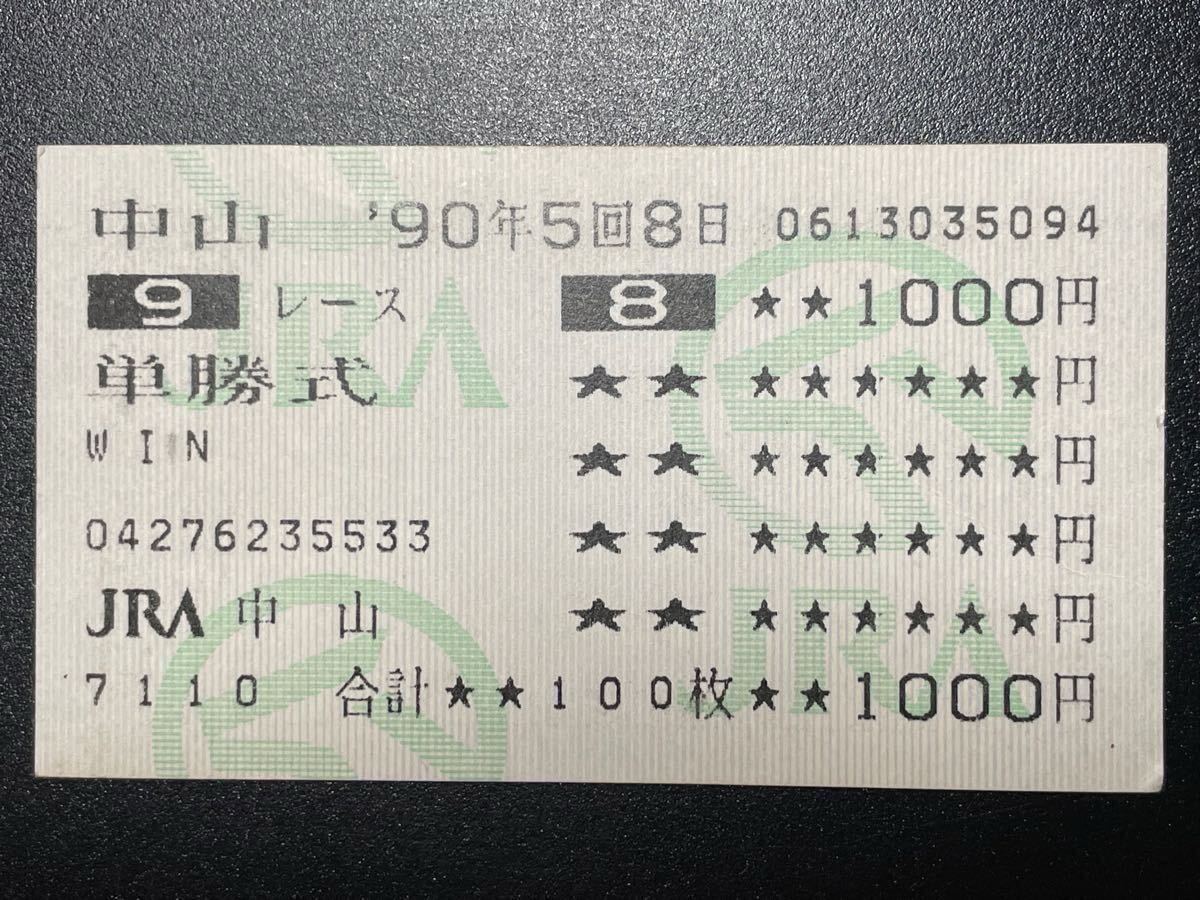 中山 '90年5回8日 0613035094
9 レース 8 ★★1000円
単勝式 ★★ ★★★★★★円
WIN ★★ ★★★★★★円
04276235533 ★★ ★★★★★★円
JRA 中 山 ★★ ★★★★★★円
7110 合計★★100枚★★1000円